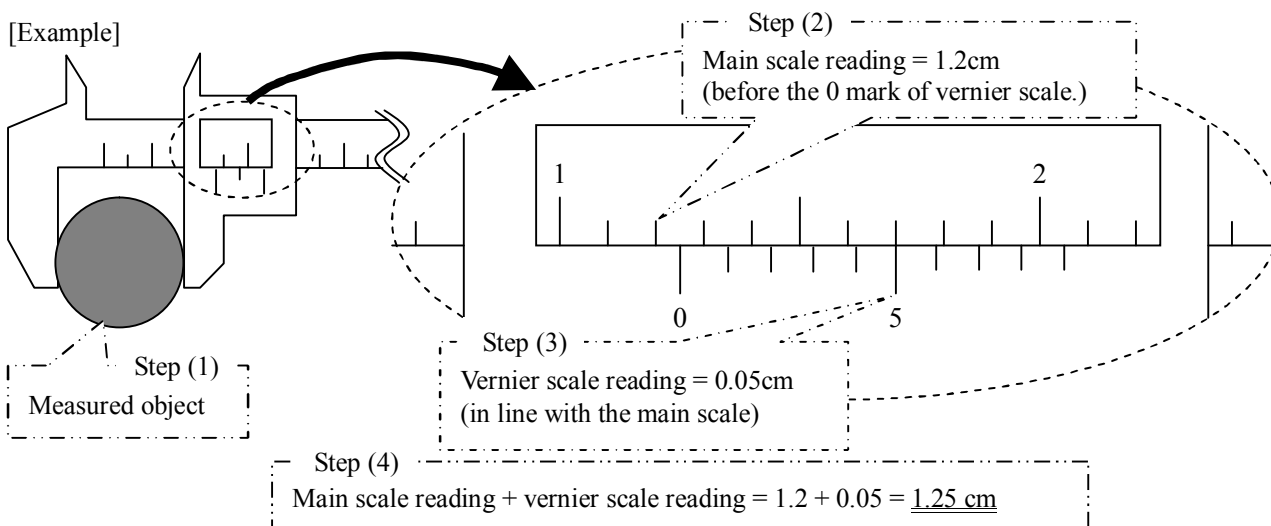 [Example]
Step (2)
Main scale reading = 1.2cm
(before the 0 mark of vernier scale.)
1
2
0
5
Step (3)
Vernier scale reading = 0.05cm
(in line with the main scale)
Step (1)
Measured object
Step (4)
Main scale reading + vernier scale reading = 1.2 + 0.05 = 1.25 cm